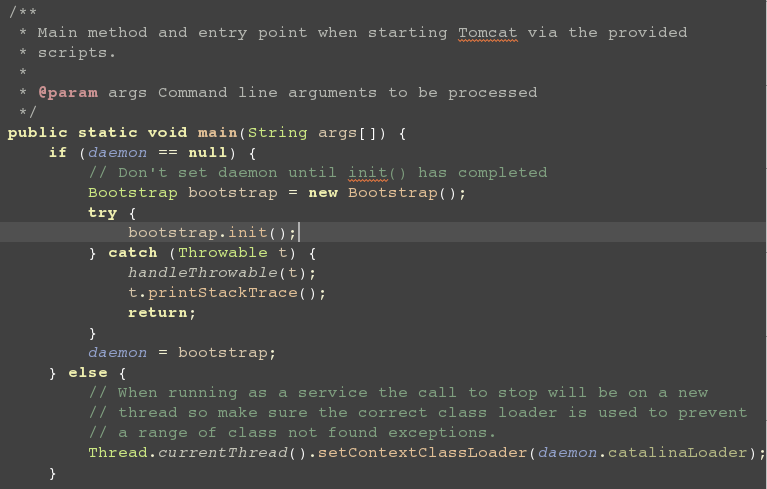 /**
 * Main method and entry point when starting Tomcat via the provided
 * scripts.
 *
 * @param args Command line arguments to be processed
 */
public static void main(String args[]) {
    if (daemon == null) {
        // Don't set daemon until init() has completed
        Bootstrap bootstrap = new Bootstrap();
        try {
            bootstrap.init();
        } catch (Throwable t) {
            handleThrowable(t);
            t.printStackTrace();
            return;
        }
        daemon = bootstrap;
    } else {
        // When running as a service the call to stop will be on a new
        // thread so make sure the correct class loader is used to prevent
        // a range of class not found exceptions.
        Thread.currentThread().setContextClassLoader(daemon.catalinaLoader);
    }